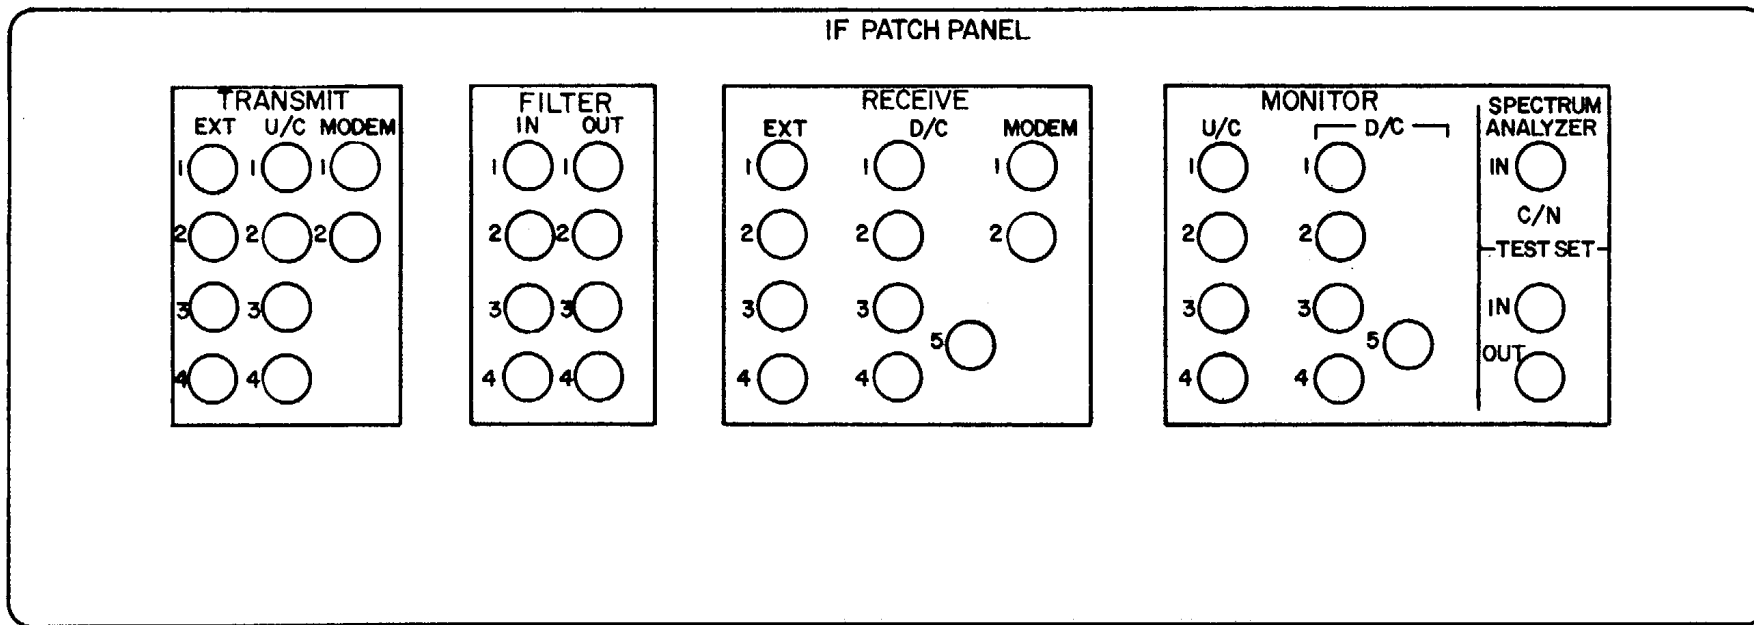 IF PATCH PANEL
TRANSMIT
EXT U/C MODEM
1 1 1
2 2 2
3 3
4 4
FILTER
IN OUT
1 1
2 2
3 3
4 4
RECEIVE
EXT D/C MODEM
1 1 1
2 2 2
3 3
5
4 4
MONITOR
U/C D/C
1 1
2 2
3 3
5
4 4
SPECTRUM
ANALYZER
IN
C/N
TEST SET
IN
OUT